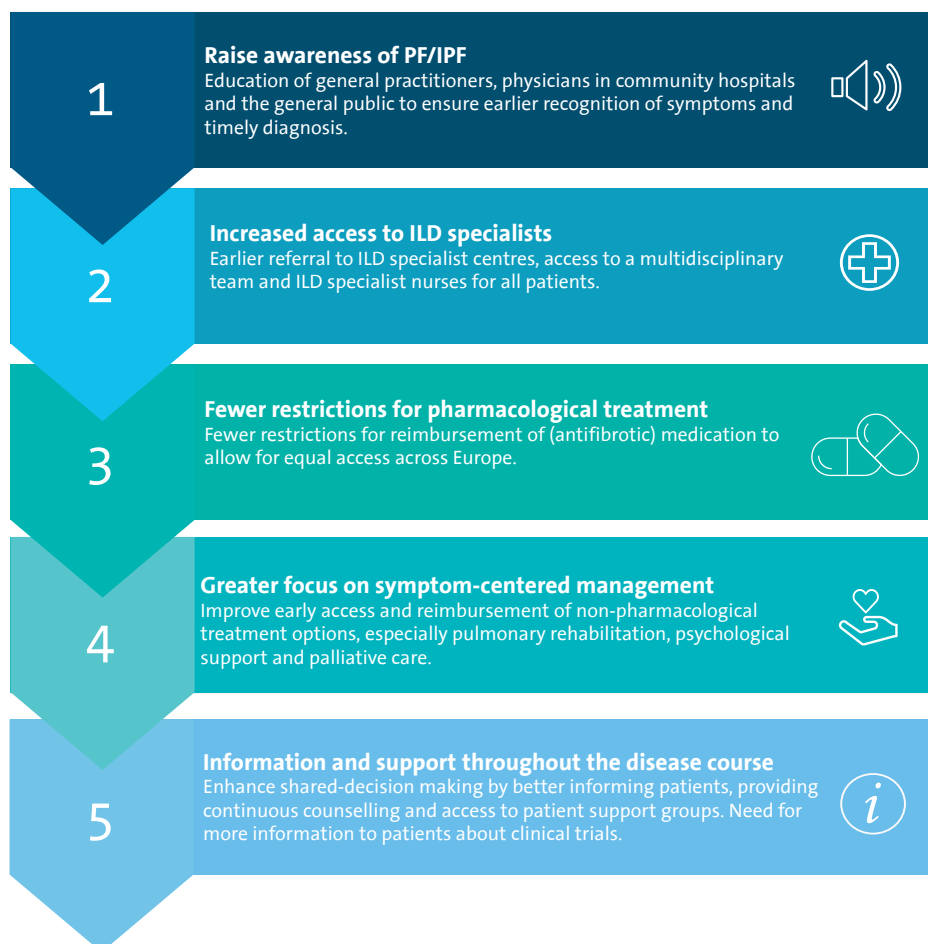 1
Raise awareness of PF/IPF
Education of general practitioners, physicians in community hospitals
and the general public to ensure earlier recognition of symptoms and
timely diagnosis.
2
Increased access to ILD specialists
Earlier referral to ILD specialist centres, access to a multidisciplinary
team and ILD specialist nurses for all patients.
3
Fewer restrictions for pharmacological treatment
Fewer restrictions for reimbursement of (antifibrotic) medication to
allow for equal access across Europe.
4
Greater focus on symptom-centered management
Improve early access and reimbursement of non-pharmacological
treatment options, especially pulmonary rehabilitation, psychological
support and palliative care.
5
Information and support throughout the disease course
Enhance shared-decision making by better informing patients, providing
continuous counselling and access to patient support groups. Need for
more information to patients about clinical trials.
i